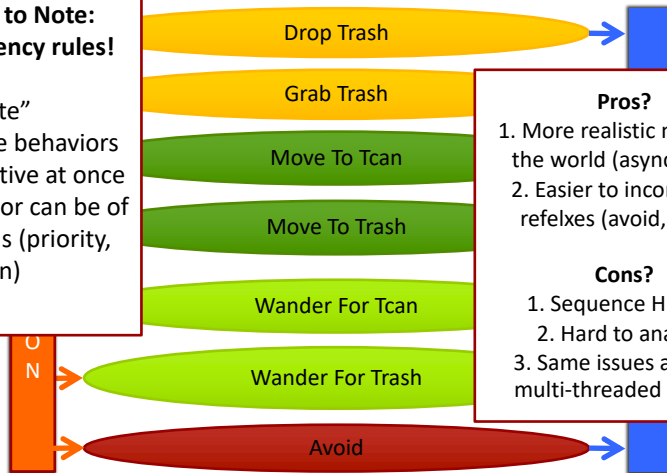 to Note:
ency rules!
te”
e behaviors
tive at once
or can be of
s (priority,
n)
O
N
Drop Trash
Grab Trash
Move To Tcan
Move To Trash
Wander For Tcan
Wander For Trash
Avoid
Pros?
1. More realistic
the world (async
2. Easier to incor
refelxes (avoid,
Cons?
1. Sequence H
2. Hard to ana
3. Same issues a
multi-threaded